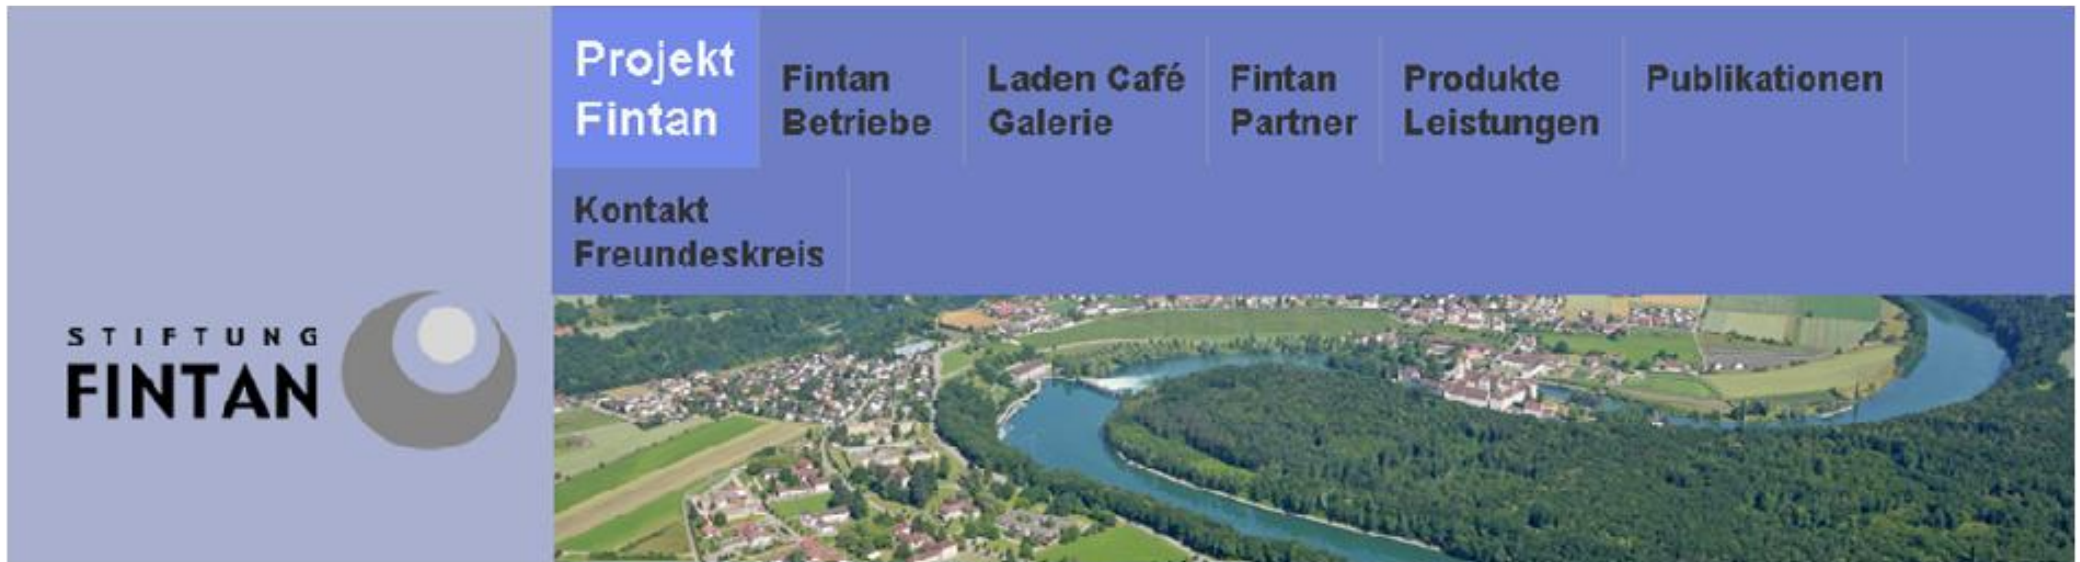 Projekt
Fintan
Fintan
Betriebe
Laden Café
Galerie
Fintan
Partner
Produkte
Leistungen
Publikationen
Kontakt
Freundeskreis
STIFTUNG
FINTAN